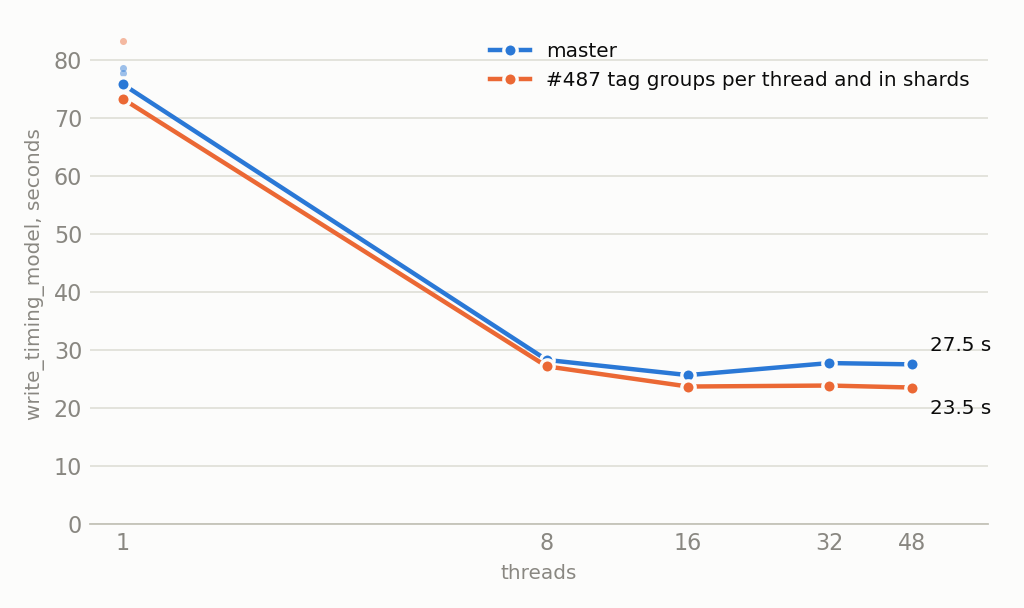 master
#487 tag groups per thread and in shards
write_timing_model, seconds
80
70
60
50
40
30
20
10
0
27.5 s
23.5 s
1 8 16 32 48
threads